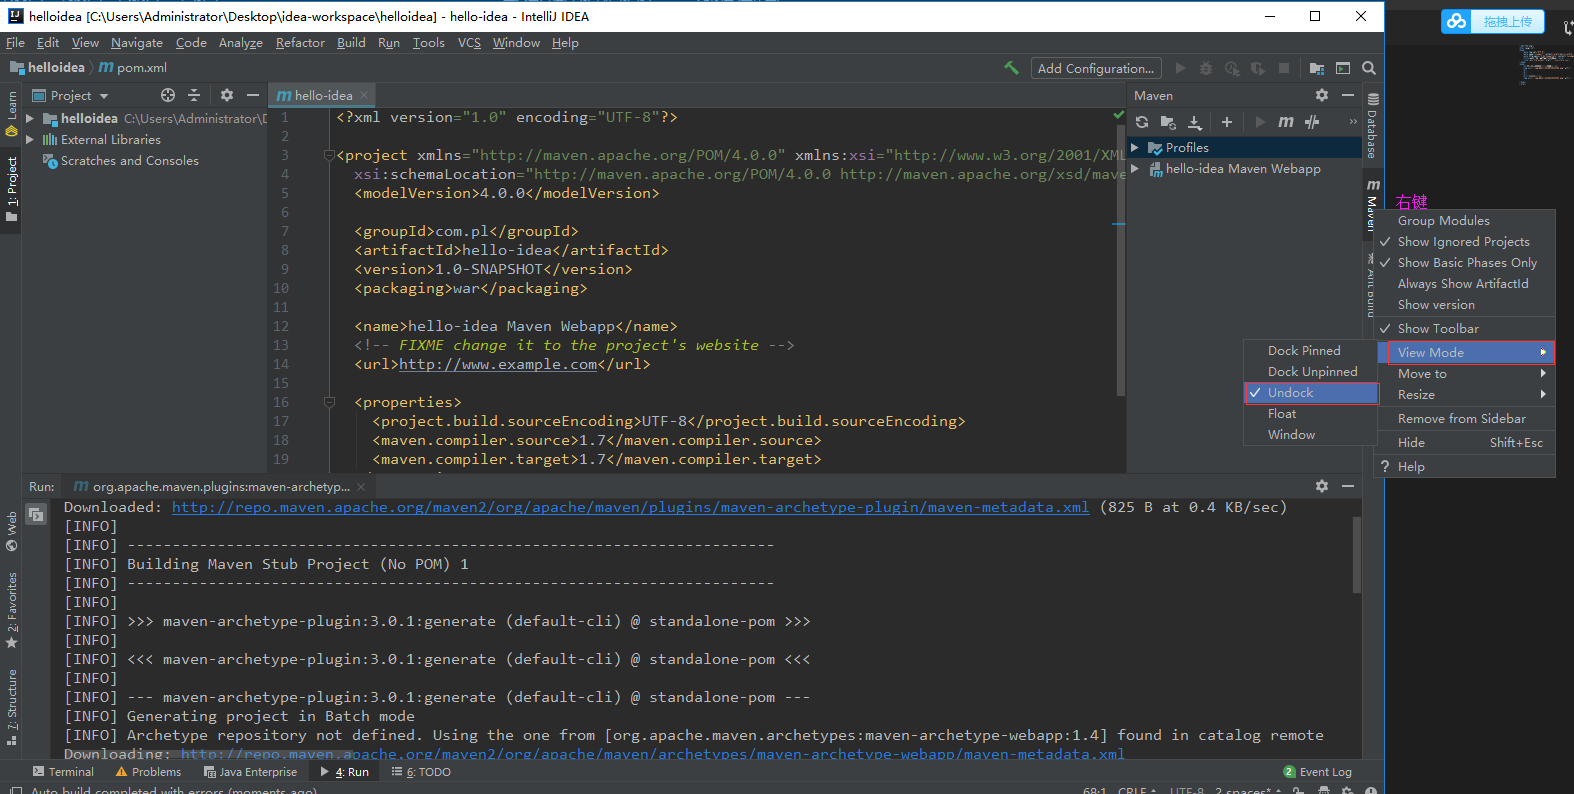 helloidea [C:\Users\Administrator\Desktop\idea-workspace\helloidea] - hello-idea - IntelliJ IDEA
拖拽上传
File Edit View Navigate Code Analyze Refactor Build Run Tools VCS Window Help
helloidea pom.xml
Add Configuration...
Learn
1: Project
Project
helloidea C:\Users\Administrator\D
External Libraries
Scratches and Consoles
hello-idea
1 <?xml version="1.0" encoding="UTF-8"?>
2
3 <project xmlns="http://maven.apache.org/POM/4.0.0" xmlns:xsi="http://www.w3.org/2001/XML
4 xsi:schemaLocation="http://maven.apache.org/POM/4.0.0 http://maven.apache.org/xsd/mave
5 <modelVersion>4.0.0</modelVersion>
6
7 <groupId>com.pl</groupId>
8 <artifactId>hello-idea</artifactId>
9 <version>1.0-SNAPSHOT</version>
10 <packaging>war</packaging>
11
12 <name>hello-idea Maven Webapp</name>
13 <!-- FIXME change it to the project's website -->
14 <url>http://www.example.com</url>
15
16 <properties>
17 <project.build.sourceEncoding>UTF-8</project.build.sourceEncoding>
18 <maven.compiler.source>1.7</maven.compiler.source>
19 <maven.compiler.target>1.7</maven.compiler.target>
Maven
Profiles
hello-idea Maven Webapp
Database
Maven
Ant Build
右键
Group Modules
Show Ignored Projects
Show Basic Phases Only
Always Show ArtifactId
Show version
Show Toolbar
View Mode
Move to
Resize
Remove from Sidebar
Hide Shift+Esc
? Help
Dock Pinned
Dock Unpinned
Undock
Float
Window
Run: org.apache.maven.plugins:maven-archetyp...
Downloaded: http://repo.maven.apache.org/maven2/org/apache/maven/plugins/maven-archetype-plugin/maven-metadata.xml (825 B at 0.4 KB/sec)
[INFO]
[INFO] ------------------------------------------------------------------------
[INFO] Building Maven Stub Project (No POM) 1
[INFO] ------------------------------------------------------------------------
[INFO]
[INFO] >>> maven-archetype-plugin:3.0.1:generate (default-cli) @ standalone-pom >>>
[INFO]
[INFO] <<< maven-archetype-plugin:3.0.1:generate (default-cli) @ standalone-pom <<<
[INFO]
[INFO] --- maven-archetype-plugin:3.0.1:generate (default-cli) @ standalone-pom ---
[INFO] Generating project in Batch mode
[INFO] Archetype repository not defined. Using the one from [org.apache.maven.archetypes:maven-archetype-webapp:1.4] found in catalog remote
Downloading: http://repo.maven.apache.org/maven2/org/apache/maven/archetypes/maven-archetype-webapp/maven-metadata.xml
Web
2: Favorites
7: Structure
Terminal Problems Java Enterprise 4: Run 6: TODO 2 Event Log
Auto build completed with errors (moments ago) 68:1 CRLF UTF-8 2 spaces*